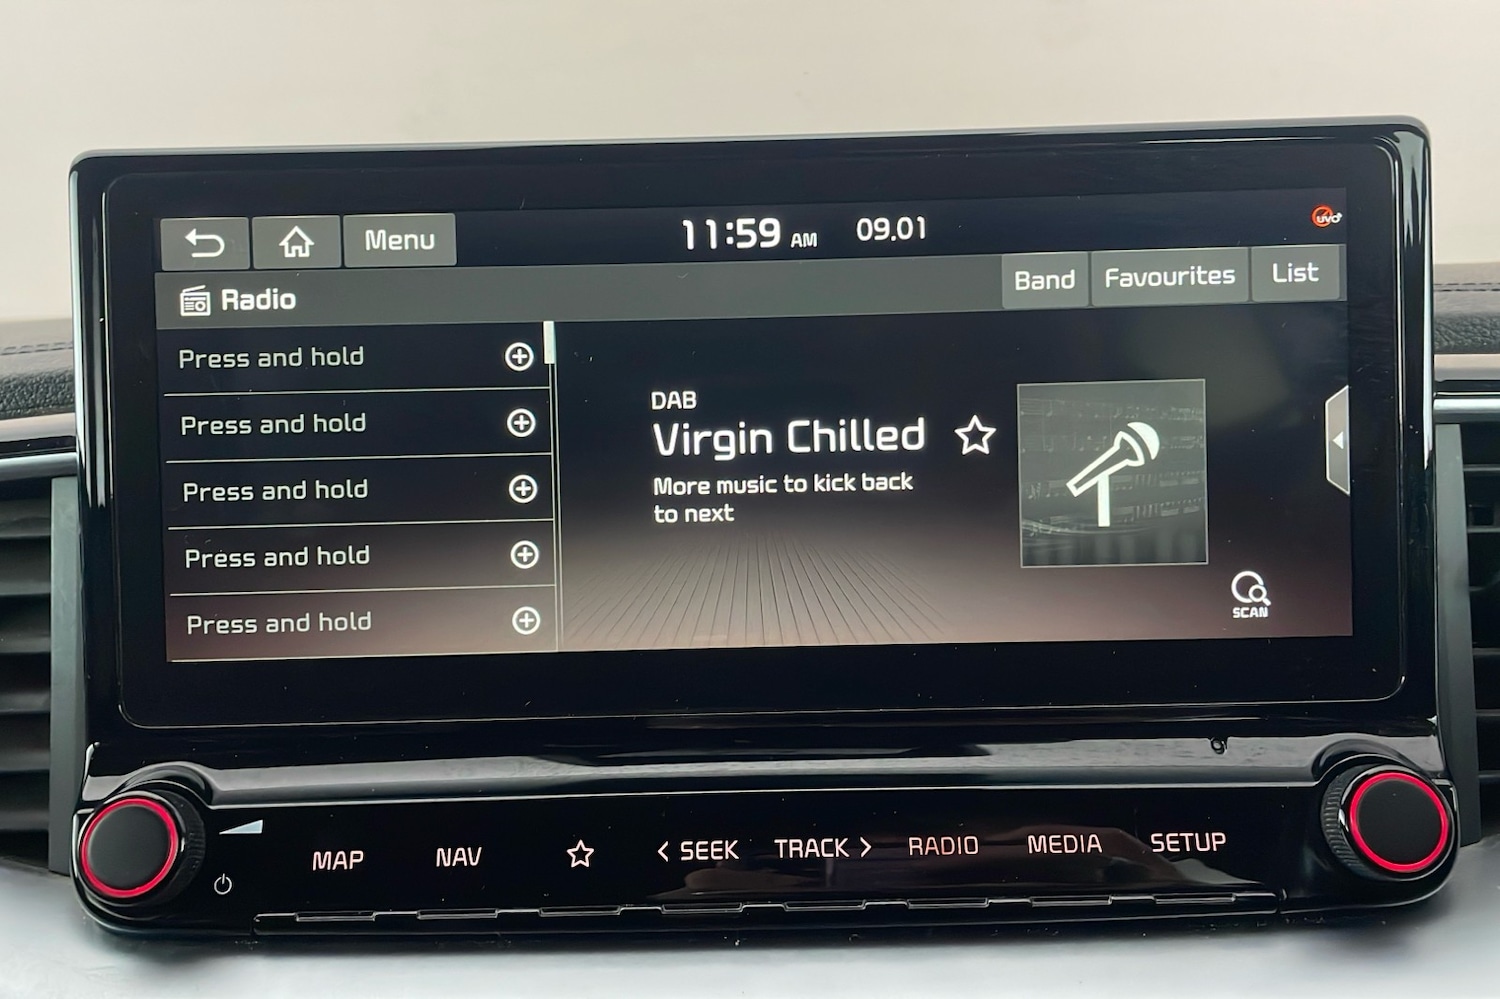 Menu
11:59 AM 09.01
UVO
Radio
Band
Favourites
List
Press and hold
Press and hold
Press and hold
Press and hold
Press and hold
DAB
Virgin Chilled
More music to kick back
to next
SCAN
MAP
NAV
< SEEK
TRACK >
RADIO
MEDIA
SETUP